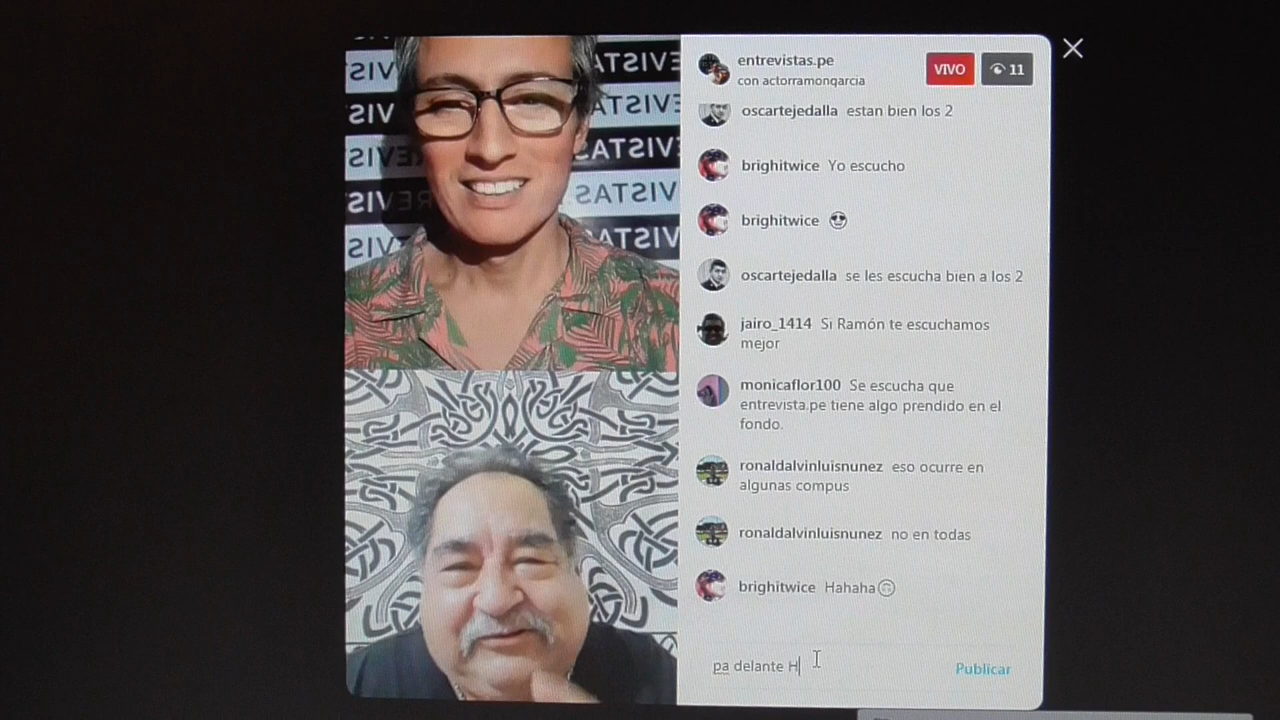 entrevistas.pe
con actorramongarcia
VIVO
11
oscartejedalla estan bien los 2
brighitwice Yo escucho
brighitwice 😎
oscartejedalla se les escucha bien a los 2
jairo_1414 Si Ramón te escuchamos
mejor
monicaflor100 Se escucha que
entrevista.pe tiene algo prendido en el
fondo.
ronaldalvinluisnunez eso ocurre en
algunas compus
ronaldalvinluisnunez no en todas
brighitwice Hahaha🙃
pa delante H
Publicar